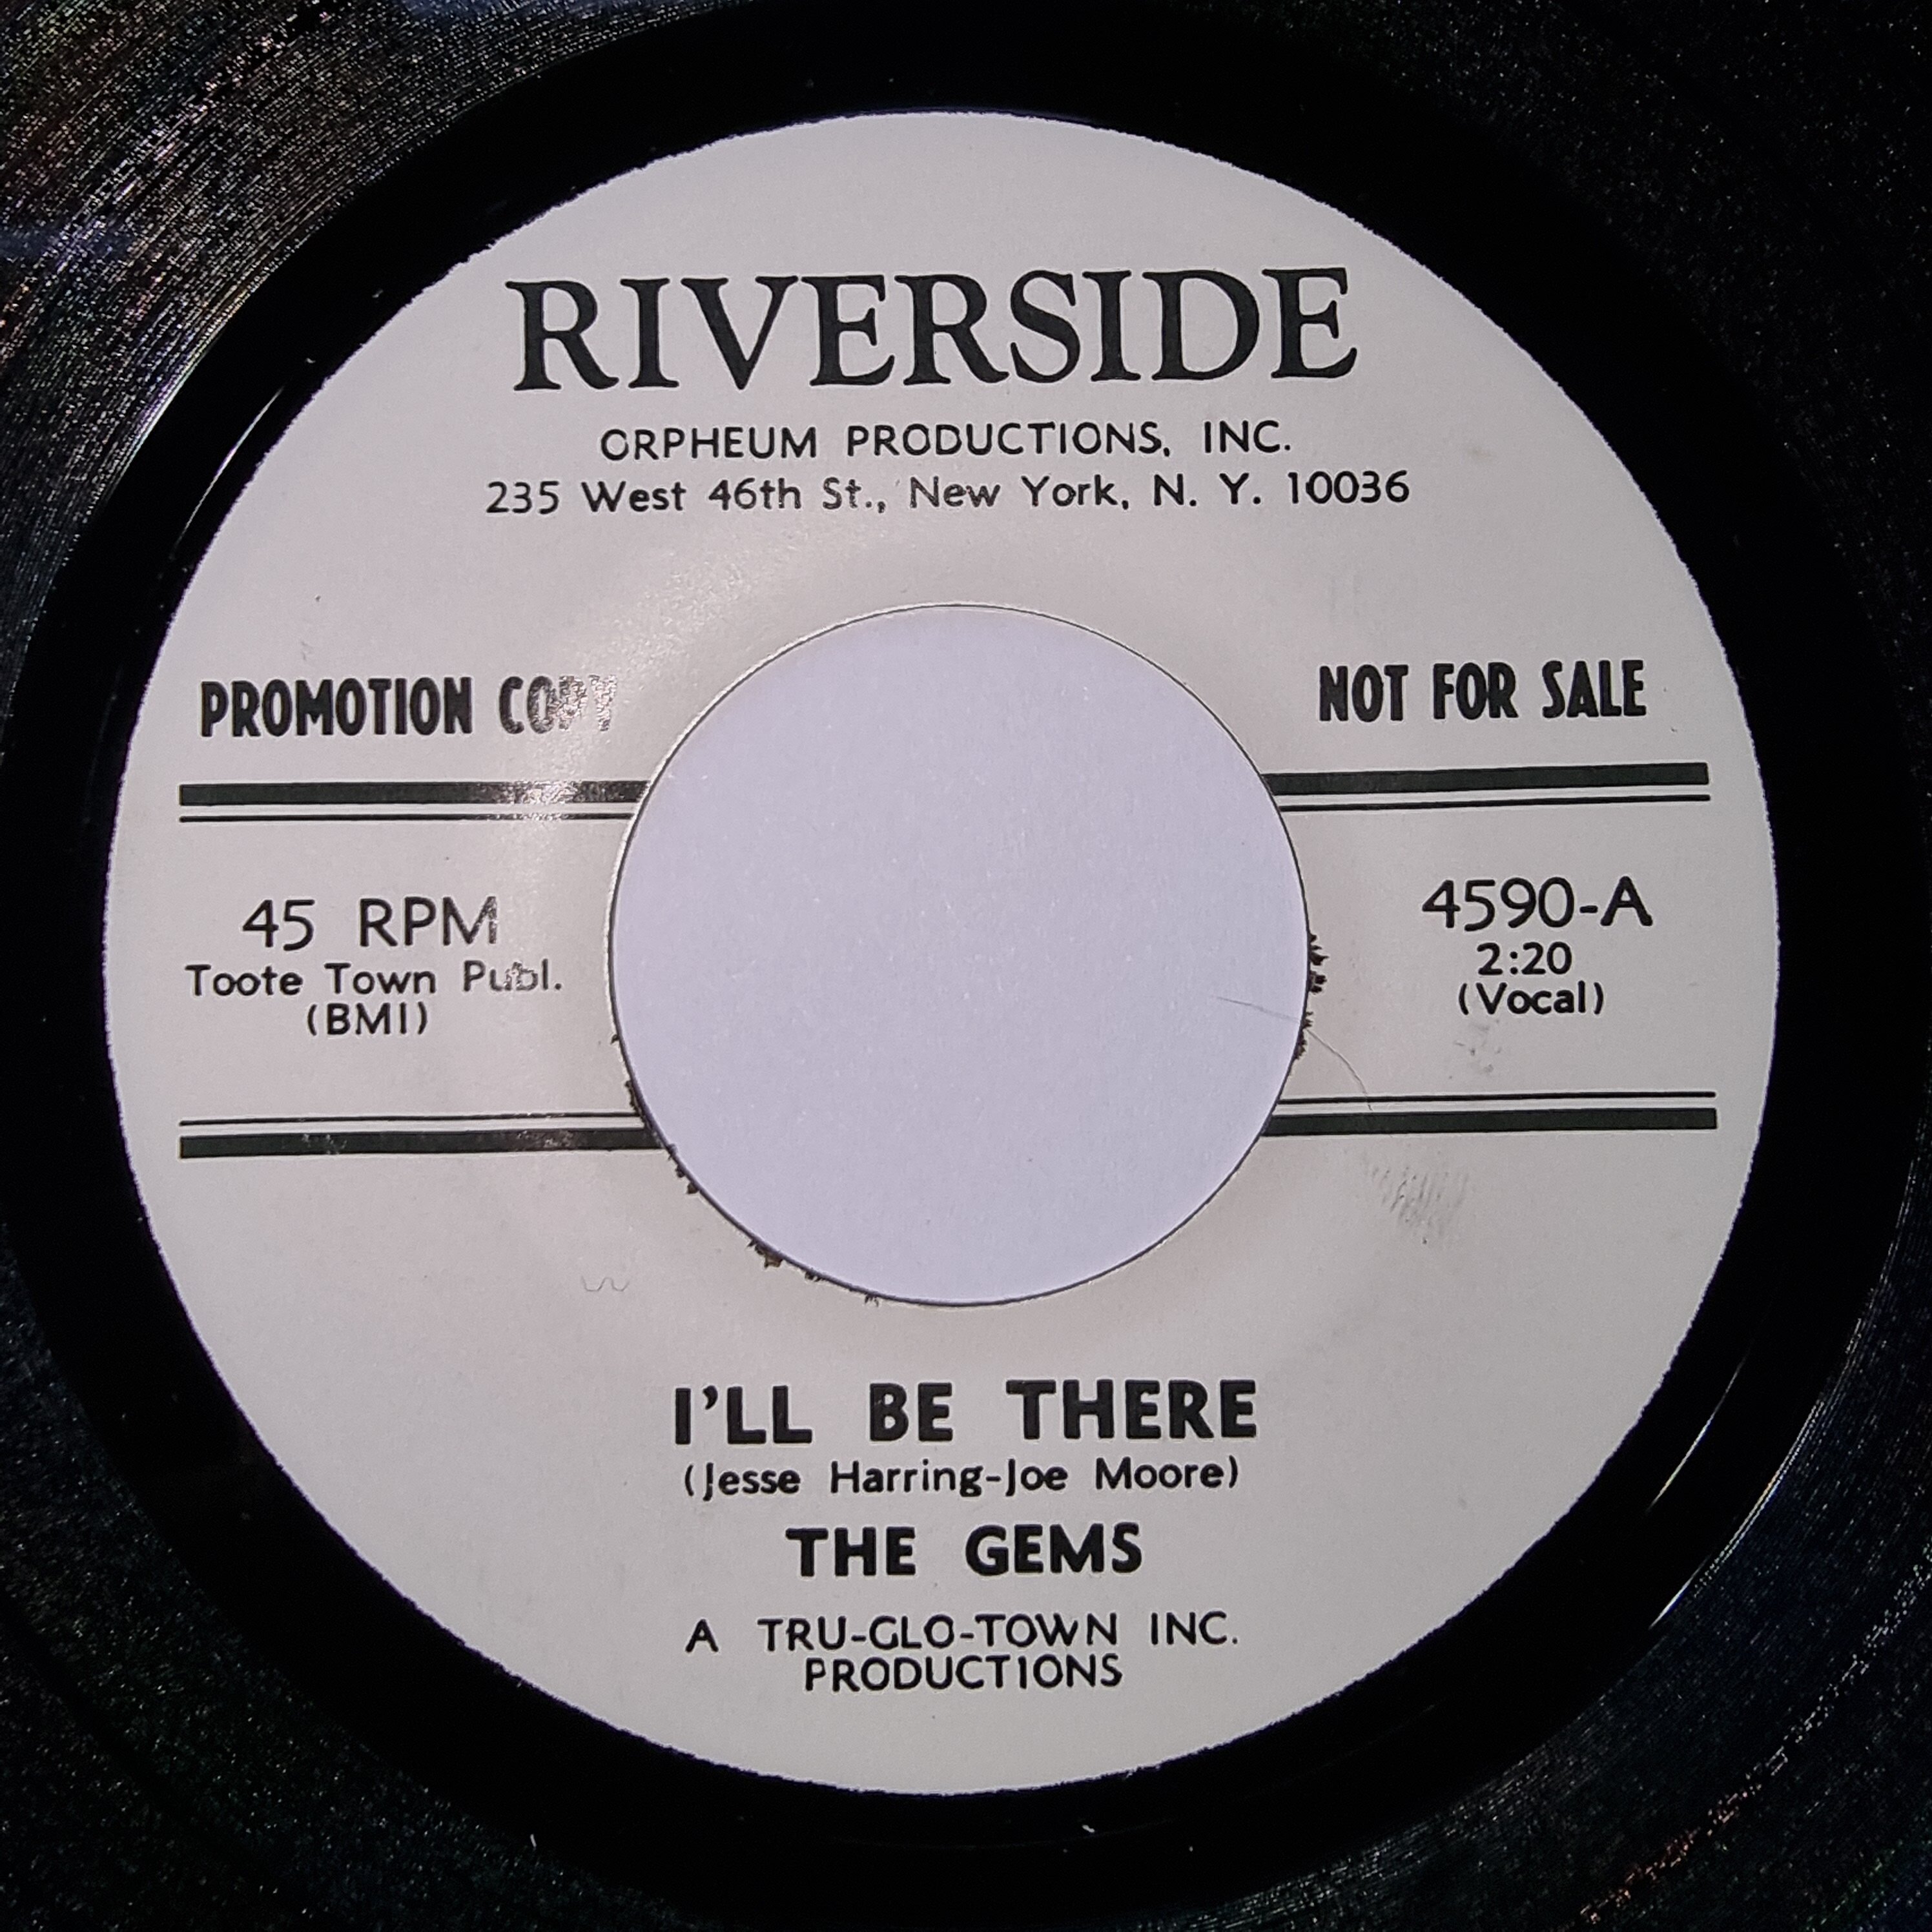 RIVERSIDE
ORPHEUM PRODUCTIONS, INC.
235 West 46th St., New York, N. Y. 10036
PROMOTION COPY
NOT FOR SALE
45 RPM
Toote Town Publ.
(BMI)
4590-A
2:20
(Vocal)
I'LL BE THERE
(Jesse Harring-Joe Moore)
THE GEMS
A TRU-GLO-TOWN INC.
PRODUCTIONS